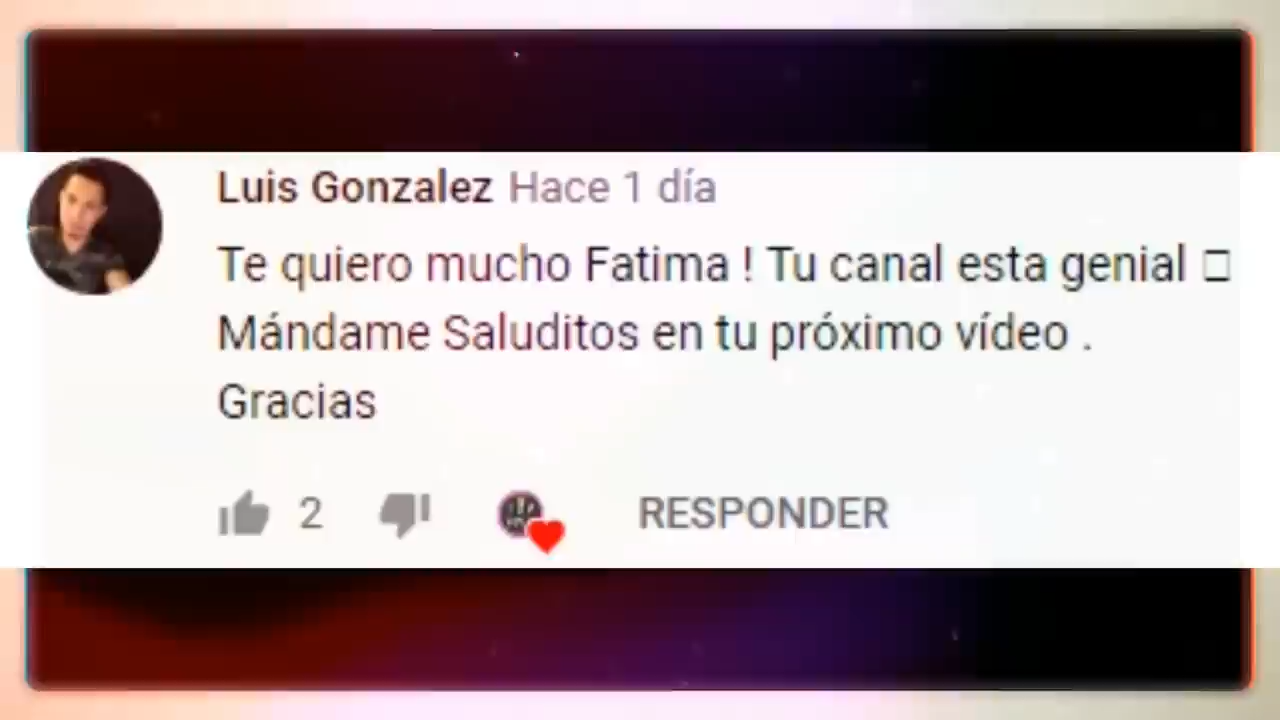 Luis Gonzalez Hace 1 día
Te quiero mucho Fatima ! Tu canal esta genial □
Mándame Saluditos en tu próximo vídeo .
Gracias
2 RESPONDER